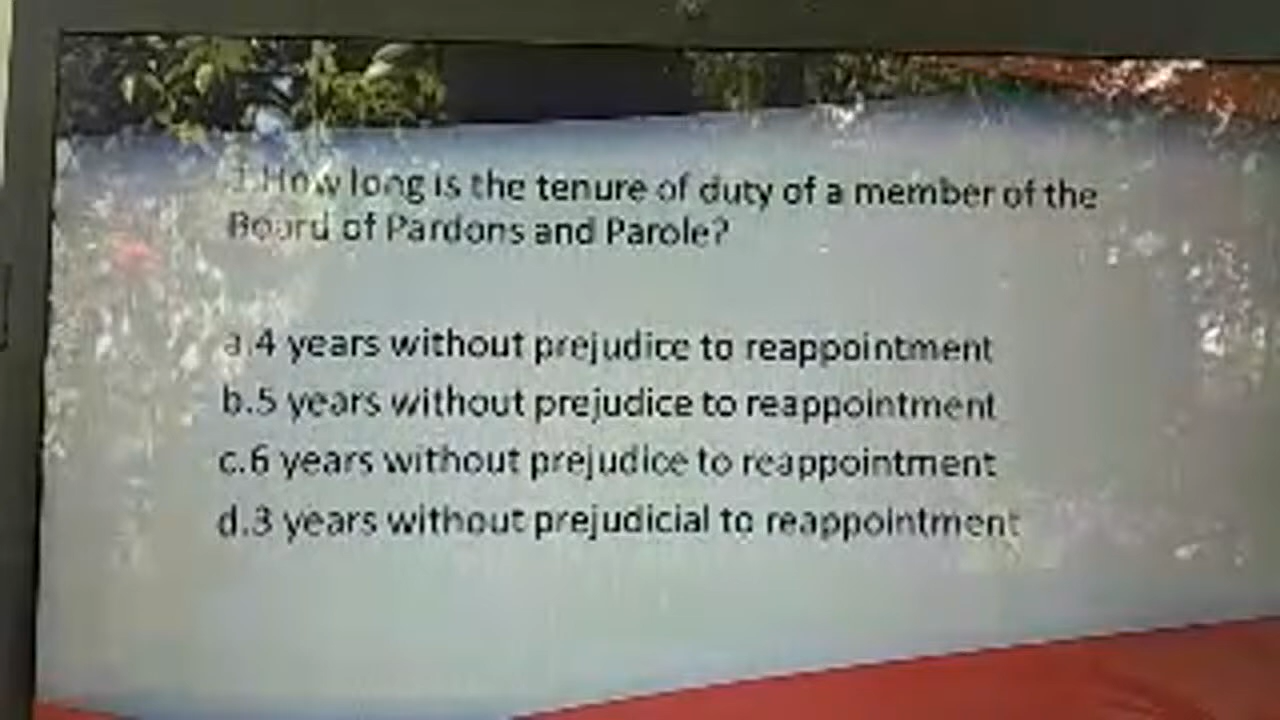 1.How long is the tenure of duty of a member of the
Board of Pardons and Parole?
a.4 years without prejudice to reappointment
b.5 years without prejudice to reappointment
c.6 years without prejudice to reappointment
d.3 years without prejudicial to reappointment